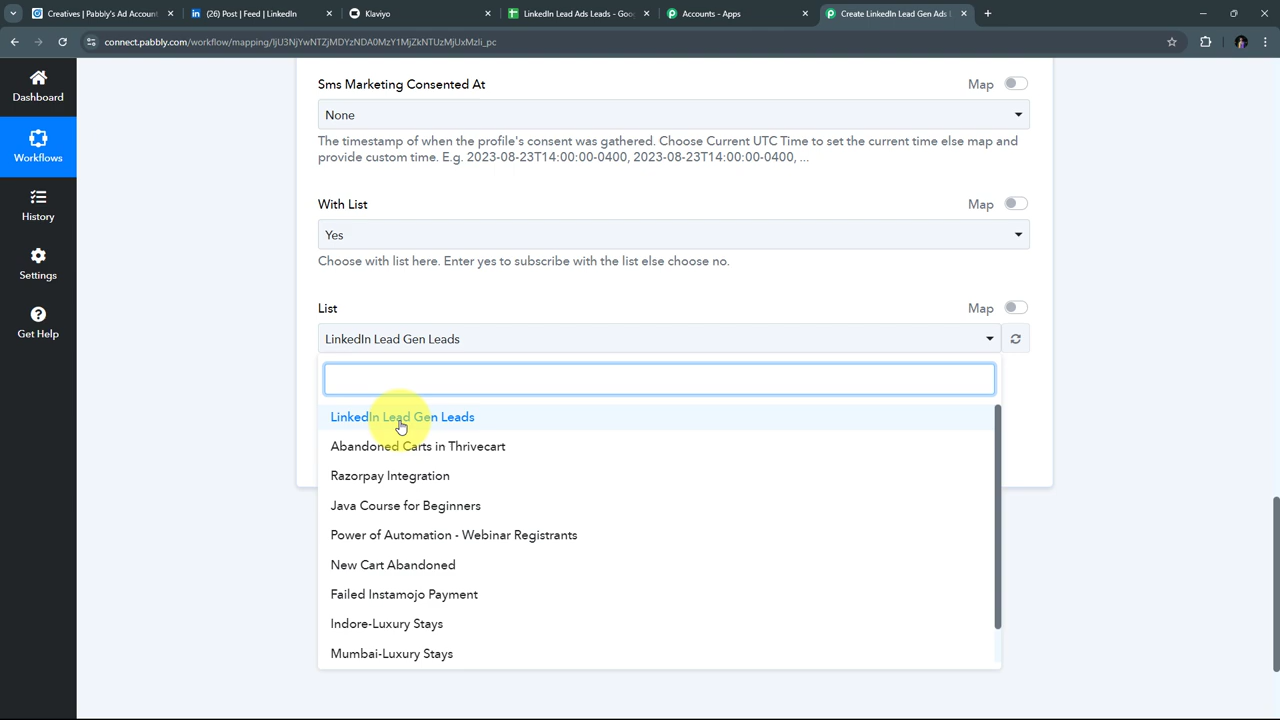 Creatives | Pabbly's Ad Accoun
(26) Post | Feed | LinkedIn
Klaviyo
LinkedIn Lead Ads Leads - Goo
Accounts - Apps
Create LinkedIn Lead Gen Ads L
connect.pabbly.com/workflow/mapping/IjU3NjYwNTZjMDYzNDA0MzY1MjZkNTUzMjUxMzIi_pc
Dashboard
Workflows
History
Settings
Get Help
Sms Marketing Consented At
Map
None
The timestamp of when the profile's consent was gathered. Choose Current UTC Time to set the current time else map and
provide custom time. E.g. 2023-08-23T14:00:00-0400, 2023-08-23T14:00:00-0400, ...
With List
Map
Yes
Choose with list here. Enter yes to subscribe with the list else choose no.
List
Map
LinkedIn Lead Gen Leads
LinkedIn Lead Gen Leads
Abandoned Carts in Thrivecart
Razorpay Integration
Java Course for Beginners
Power of Automation - Webinar Registrants
New Cart Abandoned
Failed Instamojo Payment
Indore-Luxury Stays
Mumbai-Luxury Stays